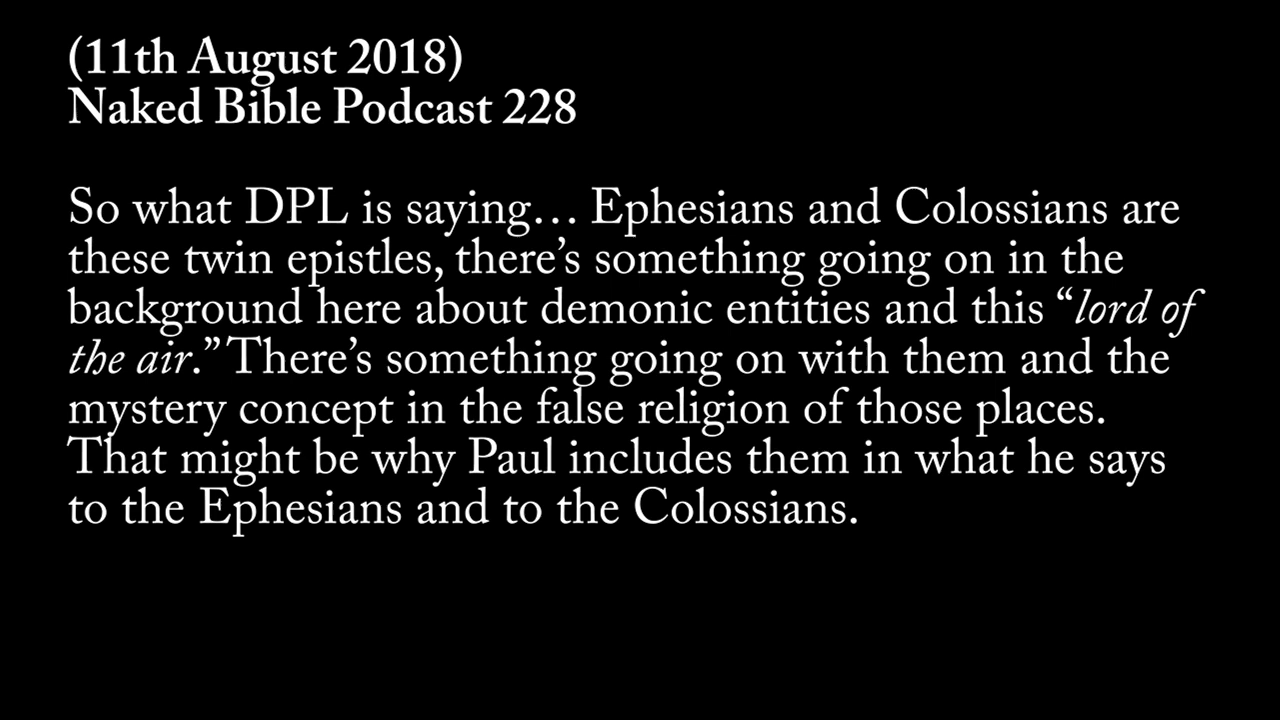 (11th August 2018)
Naked Bible Podcast 228
So what DPL is saying… Ephesians and Colossians are
these twin epistles, there’s something going on in the
background here about demonic entities and this “lord of
the air.” There’s something going on with them and the
mystery concept in the false religion of those places.
That might be why Paul includes them in what he says
to the Ephesians and to the Colossians.